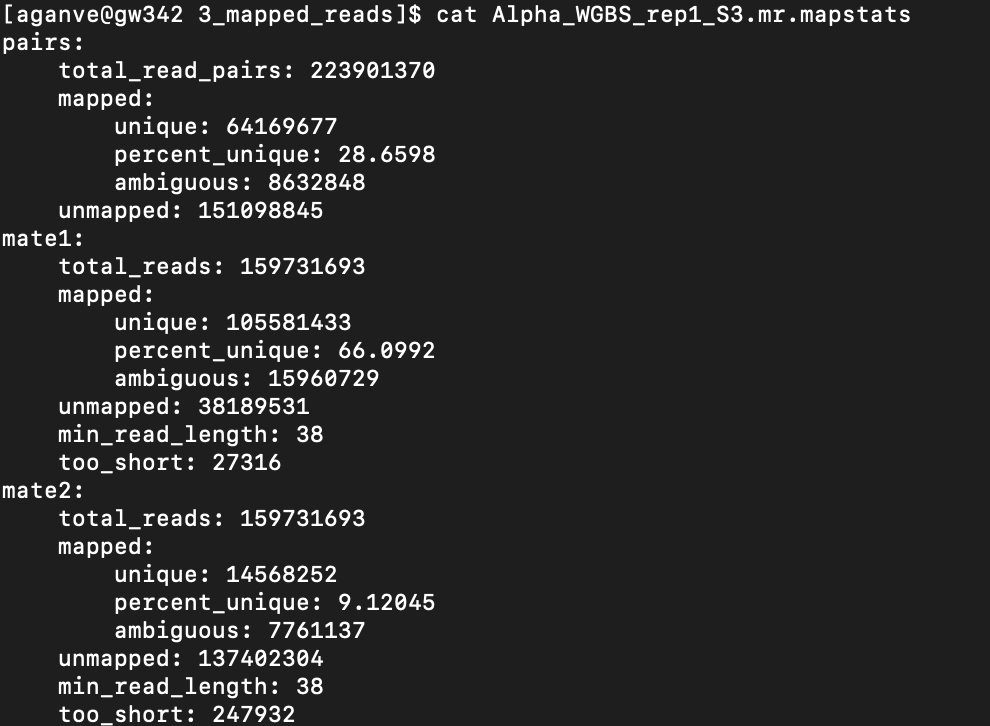 [aganve@gw342 3_mapped_reads]$ cat Alpha_WGBS_rep1_S3.mr.mapstats
pairs:
    total_read_pairs: 223901370
    mapped:
        unique: 64169677
        percent_unique: 28.6598
        ambiguous: 8632848
    unmapped: 151098845
mate1:
    total_reads: 159731693
    mapped:
        unique: 105581433
        percent_unique: 66.0992
        ambiguous: 15960729
    unmapped: 38189531
    min_read_length: 38
    too_short: 27316
mate2:
    total_reads: 159731693
    mapped:
        unique: 14568252
        percent_unique: 9.12045
        ambiguous: 7761137
    unmapped: 137402304
    min_read_length: 38
    too_short: 247932